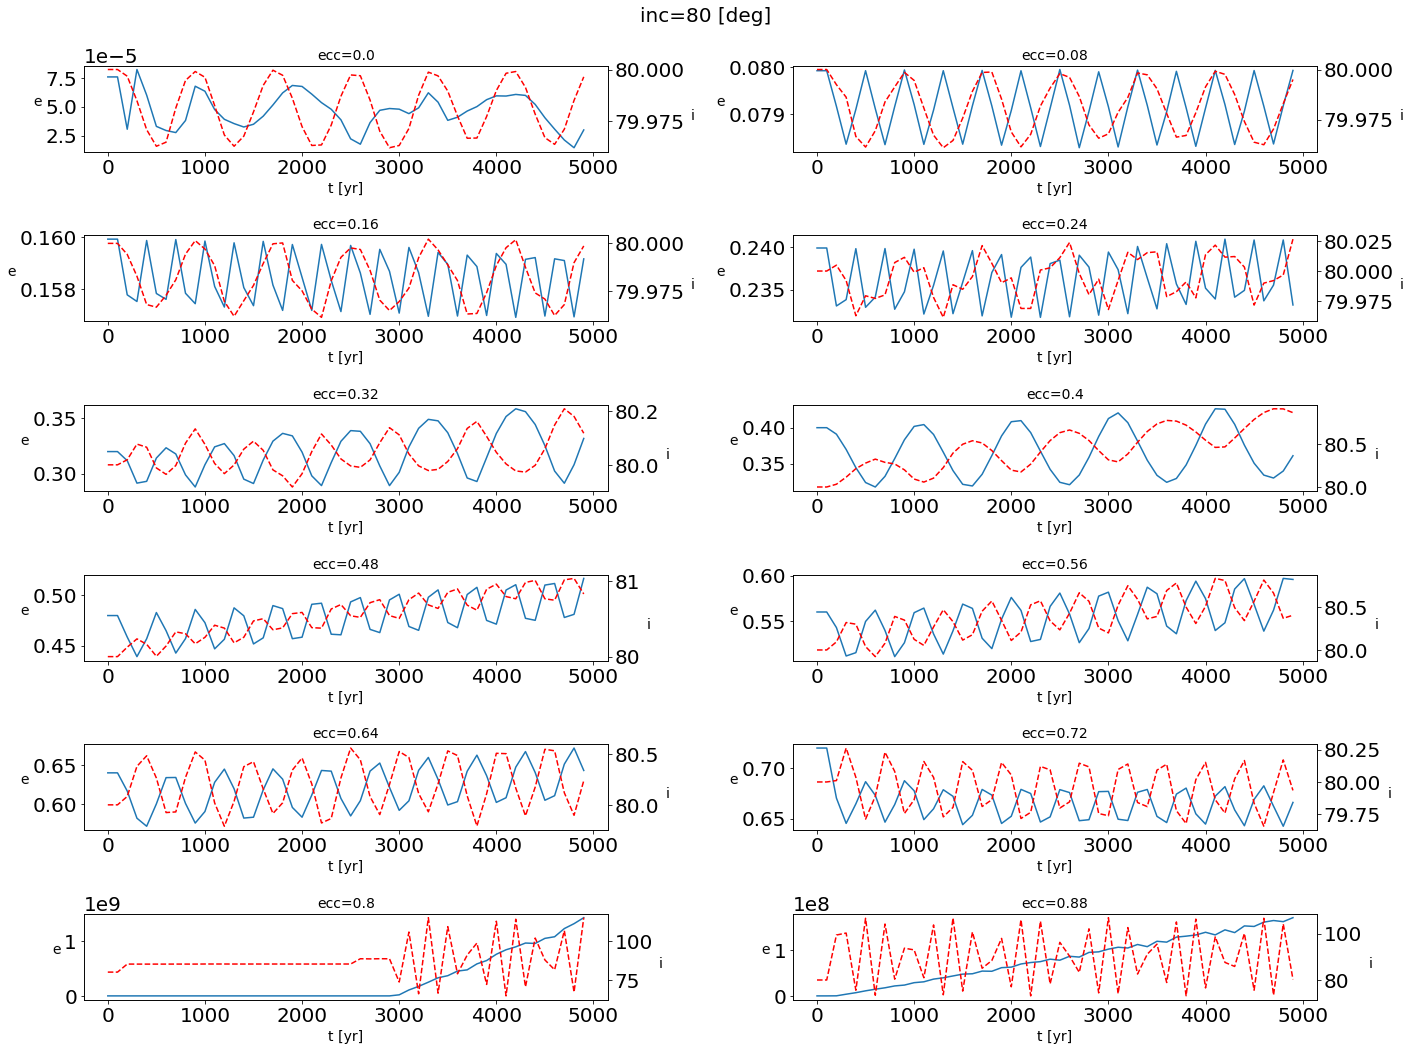 inc=80 [deg]
1e−5
ecc=0.0
7.5
5.0
2.5
e
80.000
79.975
i
0 1000 2000 3000 4000 5000
t [yr]
ecc=0.08
0.080
0.079
e
80.000
79.975
i
0 1000 2000 3000 4000 5000
t [yr]
ecc=0.16
0.160
0.158
e
80.000
79.975
i
0 1000 2000 3000 4000 5000
t [yr]
ecc=0.24
0.240
0.235
e
80.025
80.000
79.975
i
0 1000 2000 3000 4000 5000
t [yr]
ecc=0.32
0.35
0.30
e
80.2
80.0
i
0 1000 2000 3000 4000 5000
t [yr]
ecc=0.4
0.40
0.35
e
80.5
80.0
i
0 1000 2000 3000 4000 5000
t [yr]
ecc=0.48
0.50
0.45
e
81
80
i
0 1000 2000 3000 4000 5000
t [yr]
ecc=0.56
0.60
0.55
e
80.5
80.0
i
0 1000 2000 3000 4000 5000
t [yr]
ecc=0.64
0.65
0.60
e
80.5
80.0
i
0 1000 2000 3000 4000 5000
t [yr]
ecc=0.72
0.70
0.65
e
80.25
80.00
79.75
i
0 1000 2000 3000 4000 5000
t [yr]
1e9
ecc=0.8
1
0
e
100
75
i
0 1000 2000 3000 4000 5000
t [yr]
1e8
ecc=0.88
1
0
e
100
80
i
0 1000 2000 3000 4000 5000
t [yr]